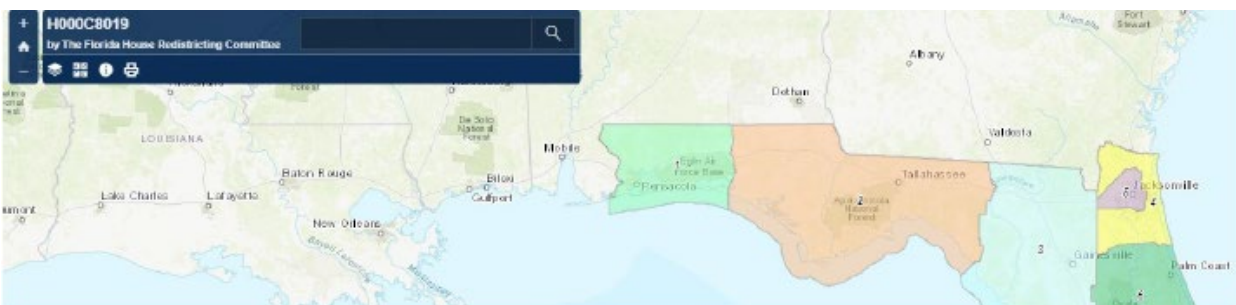 H000C8019
by The Florida House Redistricting Committee
Fort
Stewart
Albany
Dothan
De Soto
National
Forest
LOUISIANA
Valdosta
Mobile
Eglin Air
Force Base
1
Baton Rouge
Biloxi
Gulfport
Pensacola
Tallahassee
Jacksonville
5
Lake Charles
Lafayette
Apalachicola
National
Forest
2
4
New Orleans
3
Gainesville
Palm Coast